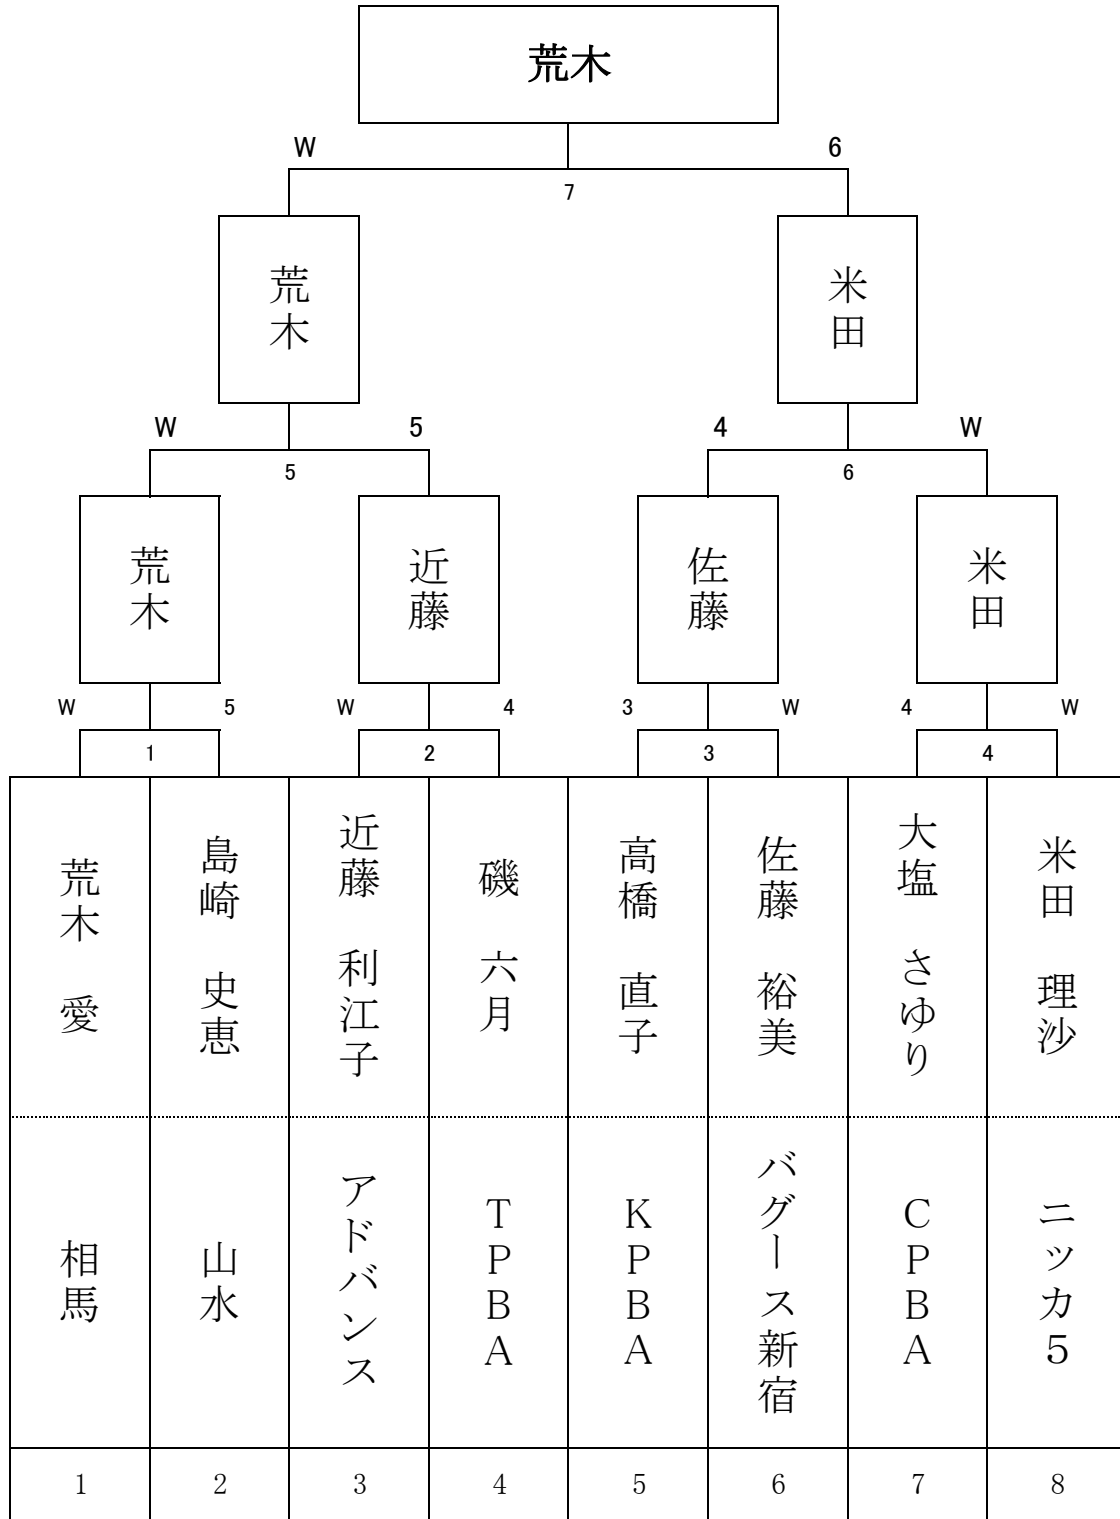 荒木
W 6
7
荒木 米田
W 5 4 W
5 6
荒木 近藤 佐藤 米田
W 5 W 4 3 W 4 W
1 2 3 4
荒木 愛
島崎 史恵
近藤 利江子
磯 六月
高橋 直子
佐藤 裕美
大塩 さゆり
米田 理沙
相馬
山水
アドバンス
TPBA
KPBA
バグース新宿
CPBA
ニッカ5
1 2 3 4 5 6 7 8